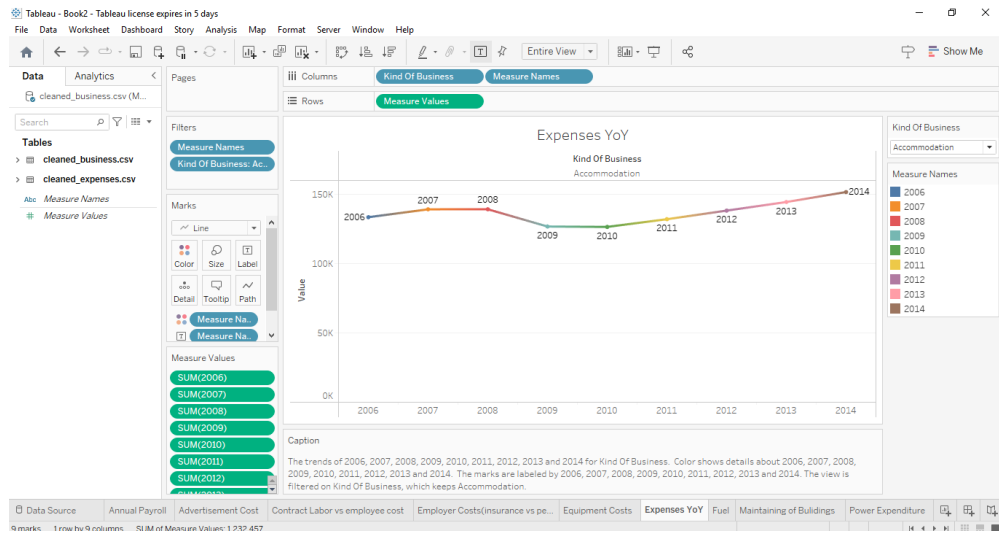 Tableau - Book2 - Tableau license expires in 5 days
File Data Worksheet Dashboard Story Analysis Map Format Server Window Help
Entire View
Show Me
Data Analytics
cleaned_business.csv (M...
Search
Tables
cleaned_business.csv
cleaned_expenses.csv
Abc Measure Names
# Measure Values
Pages
Filters
Measure Names
Kind Of Business: Ac..
Marks
Line
Color Size Label
Detail Tooltip Path
Measure Na..
Measure Na..
Measure Values
SUM(2006)
SUM(2007)
SUM(2008)
SUM(2009)
SUM(2010)
SUM(2011)
SUM(2012)
SUM(2013)
Columns Kind Of Business Measure Names
Rows Measure Values
Expenses YoY
Kind Of Business
Accommodation
150K
100K
50K
0K
Value
2006 2007 2008 2009 2010 2011 2012 2013 2014
2006 2007 2008 2009 2010 2011 2012 2013 2014
Caption
The trends of 2006, 2007, 2008, 2009, 2010, 2011, 2012, 2013 and 2014 for Kind Of Business. Color shows details about 2006, 2007, 2008,
2009, 2010, 2011, 2012, 2013 and 2014. The marks are labeled by 2006, 2007, 2008, 2009, 2010, 2011, 2012, 2013 and 2014. The view is
filtered on Kind Of Business, which keeps Accommodation.
Kind Of Business
Accommodation
Measure Names
2006
2007
2008
2009
2010
2011
2012
2013
2014
Data Source Annual Payroll Advertisement Cost Contract Labor vs employee cost Employer Costs(insurance vs pe... Equipment Costs Expenses YoY Fuel Maintaining of Bulidings Power Expenditure
9 marks 1 row by 9 columns SUM of Measure Values: 1,232,457